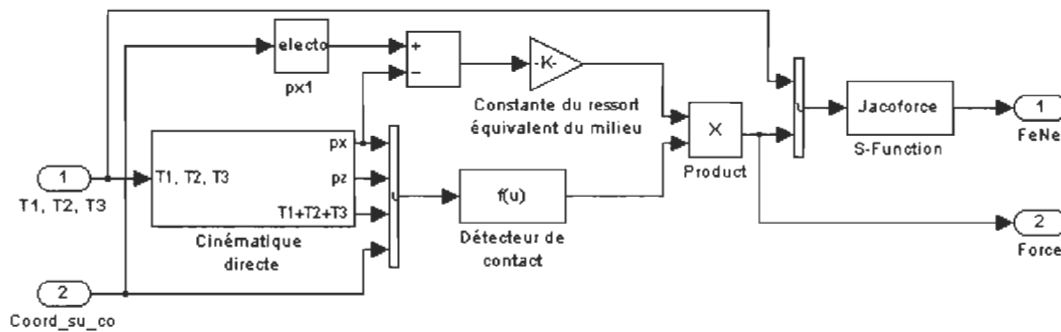 electo
px1
+
−
-K-
Constante du ressort
équivalent du milieu
1
T1, T2, T3
T1, T2, T3
px
pz
T1+T2+T3
Cinématique
directe
f(u)
Détecteur de
contact
X
Product
Jacoforce
S-Function
1
FeNe
2
Force
2
Coord_su_co